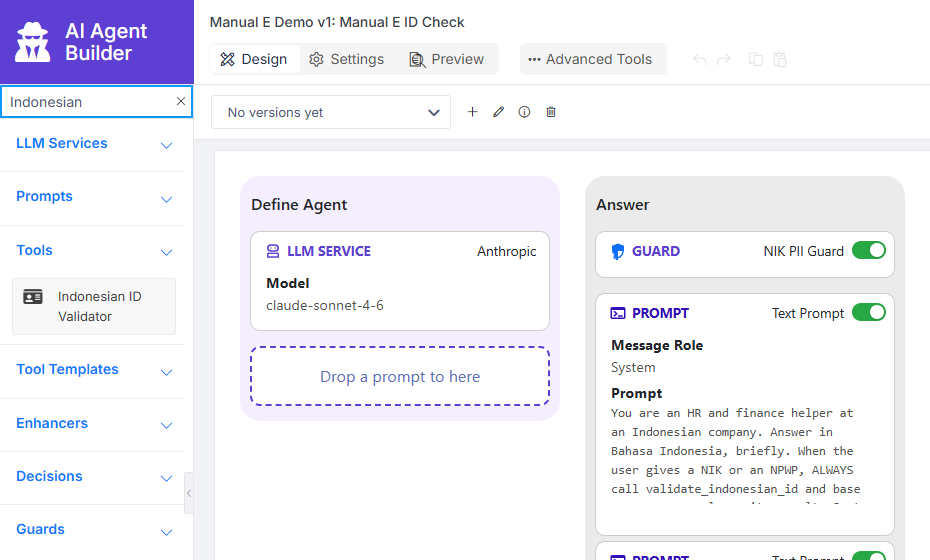 AI Agent
Builder
Indonesian
LLM Services
Prompts
Tools
Indonesian ID
Validator
Tool Templates
Enhancers
Decisions
Guards
Manual E Demo v1: Manual E ID Check
Design
Settings
Preview
Advanced Tools
No versions yet
Define Agent
LLM SERVICE
Anthropic
Model
claude-sonnet-4-6
Drop a prompt to here
Answer
GUARD
NIK PII Guard
PROMPT
Text Prompt
Message Role
System
Prompt
You are an HR and finance helper at
an Indonesian company. Answer in
Bahasa Indonesia, briefly. When the
user gives a NIK or an NPWP, ALWAYS
call validate_indonesian_id and base
PROMPT
Text Prompt